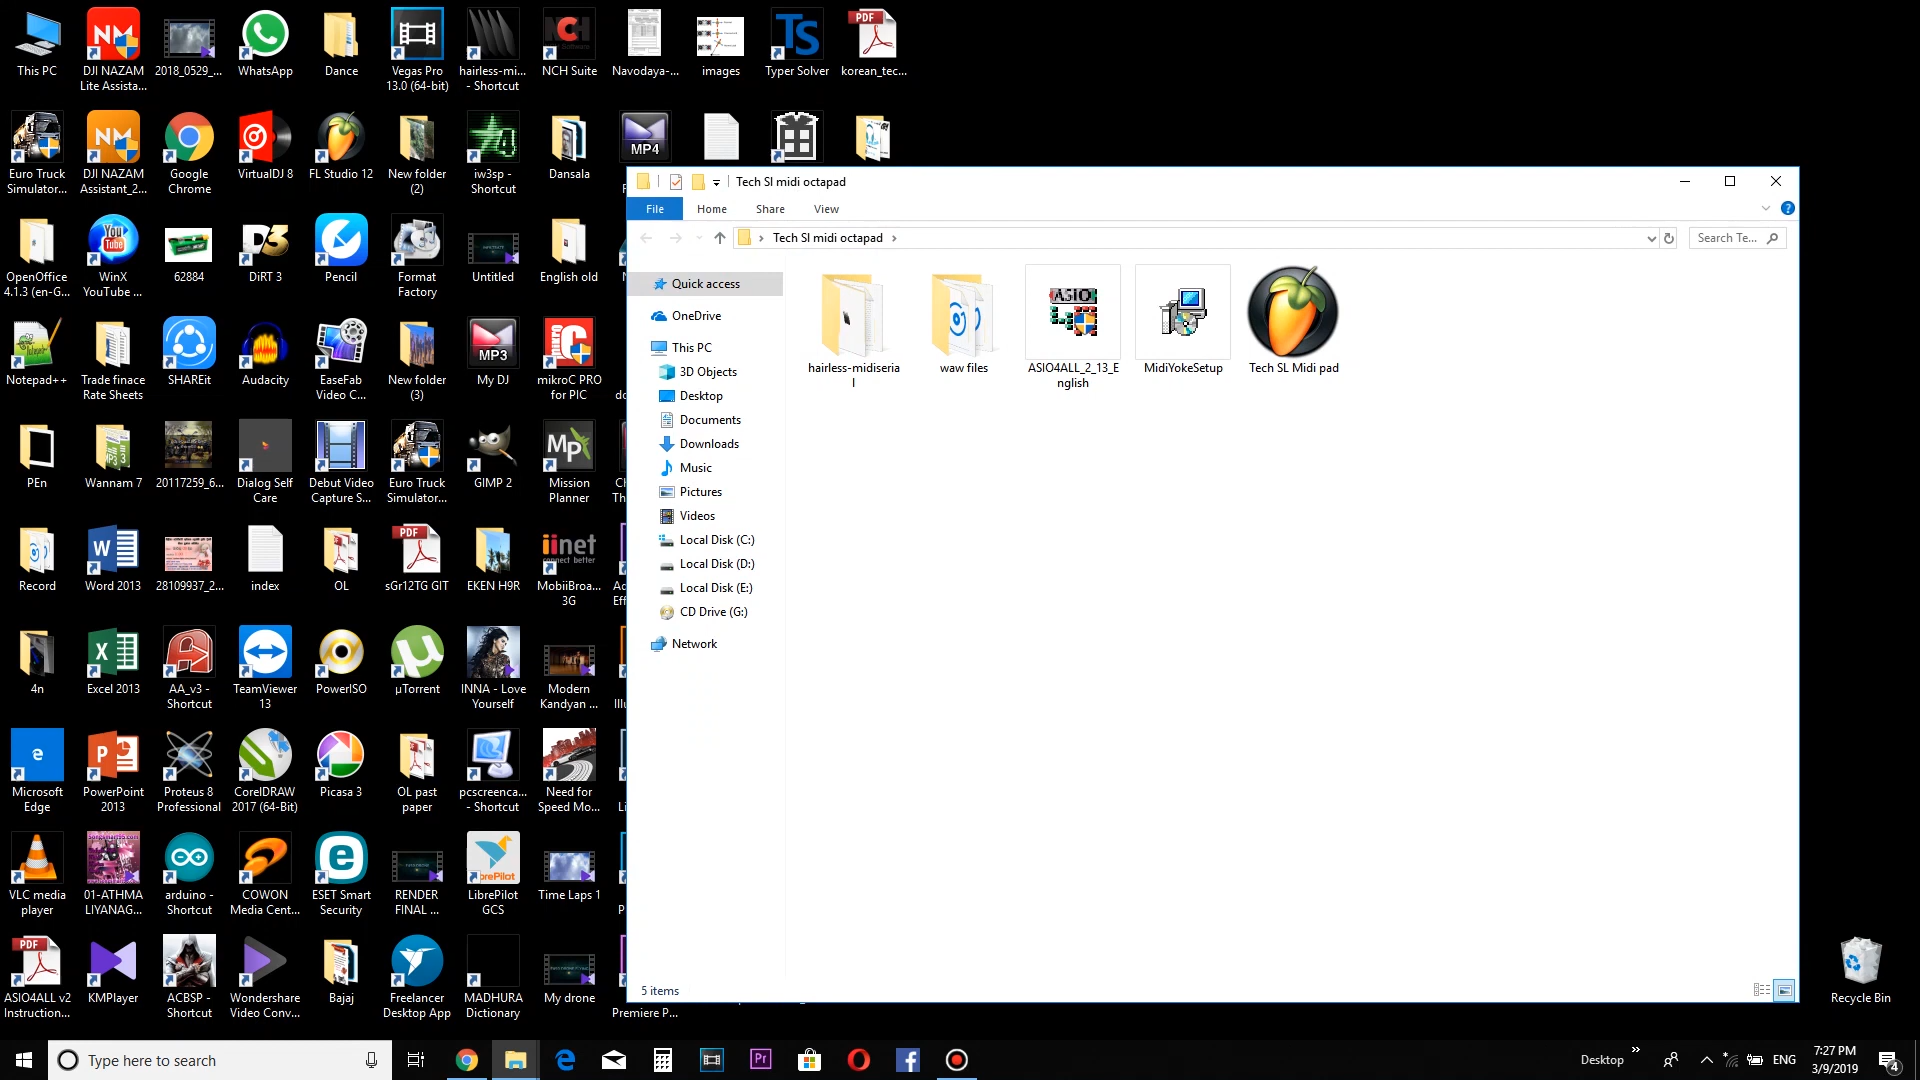 This PC
DJI NAZAM
Lite Assista...
2018_0529_...
WhatsApp
Dance
Vegas Pro
13.0 (64-bit)
hairless-mi...
- Shortcut
NCH Suite
Navodaya-...
images
Typer Solver
korean_tec...
Euro Truck
Simulator...
DJI NAZAM
Assistant_2...
Google
Chrome
VirtualDJ 8
FL Studio 12
New folder
(2)
iw3sp -
Shortcut
Dansala
MP4
OpenOffice
4.1.3 (en-G...
WinX
YouTube ...
62884
DiRT 3
Pencil
Format
Factory
Untitled
English old
Notepad++
Trade finace
Rate Sheets
SHAREit
Audacity
EaseFab
Video C...
New folder
(3)
My DJ
mikroC PRO
for PIC
PEn
Wannam 7
20117259_6...
Dialog Self
Care
Debut Video
Capture S...
Euro Truck
Simulator...
GIMP 2
Mission
Planner
Record
Word 2013
28109937_2...
index
OL
sGr12TG GIT
EKEN H9R
MobiiBroa...
3G
4n
Excel 2013
AA_v3 -
Shortcut
TeamViewer
13
PowerISO
µTorrent
INNA - Love
Yourself
Modern
Kandyan ...
Microsoft
Edge
PowerPoint
2013
Proteus 8
Professional
CorelDRAW
2017 (64-Bit)
Picasa 3
OL past
paper
pcscreenca...
- Shortcut
Need for
Speed Mo...
VLC media
player
01-ATHMA
LIYANAG...
arduino -
Shortcut
COWON
Media Cent...
ESET Smart
Security
RENDER
FINAL ...
LibrePilot
GCS
Time Laps 1
ASIO4ALL v2
Instruction...
KMPlayer
ACBSP -
Shortcut
Wondershare
Video Conv...
Bajaj
Freelancer
Desktop App
MADHURA
Dictionary
My drone
Premiere P...
Tech Sl midi octapad
File
Home
Share
View
Tech Sl midi octapad
Search Te...
Quick access
OneDrive
This PC
3D Objects
Desktop
Documents
Downloads
Music
Pictures
Videos
Local Disk (C:)
Local Disk (D:)
Local Disk (E:)
CD Drive (G:)
Network
hairless-midiseria
l
waw files
ASIO4ALL_2_13_E
nglish
MidiYokeSetup
Tech SL Midi pad
5 items
Recycle Bin
Type here to search
Desktop
ENG
7:27 PM
3/9/2019
4